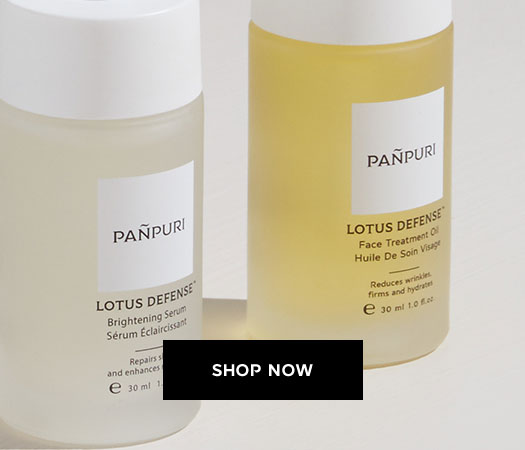 PAÑPURI
LOTUS DEFENSE™
Brightening Serum
Sérum Éclaircissant
Repairs
and enhances
℮ 30 ml
PAÑPURI
LOTUS DEFENSE™
Face Treatment Oil
Huile De Soin Visage
Reduces wrinkles,
firms and hydrates
℮ 30 ml 1.0 fl.oz.
SHOP NOW